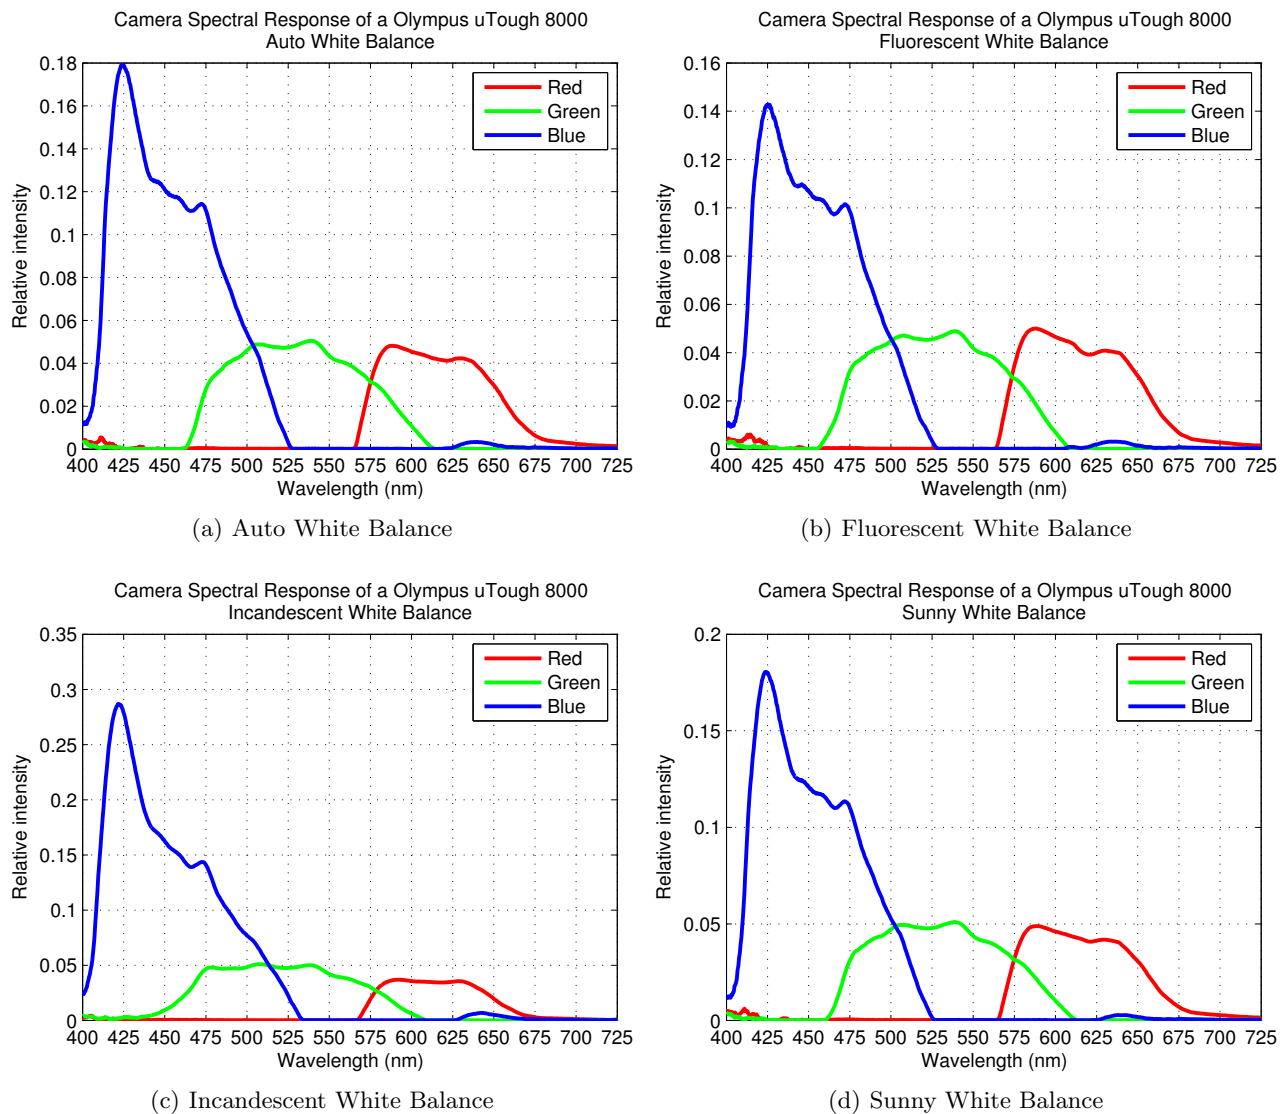 Camera Spectral Response of a Olympus uTough 8000
Auto White Balance
0.18
0.16
0.14
0.12
0.1
0.08
0.06
0.04
0.02
0
Relative intensity
Red
Green
Blue
400 425 450 475 500 525 550 575 600 625 650 675 700 725
Wavelength (nm)
(a) Auto White Balance
Camera Spectral Response of a Olympus uTough 8000
Fluorescent White Balance
0.16
0.14
0.12
0.1
0.08
0.06
0.04
0.02
0
Relative intensity
Red
Green
Blue
400 425 450 475 500 525 550 575 600 625 650 675 700 725
Wavelength (nm)
(b) Fluorescent White Balance
Camera Spectral Response of a Olympus uTough 8000
Incandescent White Balance
0.35
0.3
0.25
0.2
0.15
0.1
0.05
0
Relative intensity
Red
Green
Blue
400 425 450 475 500 525 550 575 600 625 650 675 700 725
Wavelength (nm)
(c) Incandescent White Balance
Camera Spectral Response of a Olympus uTough 8000
Sunny White Balance
0.2
0.15
0.1
0.05
0
Relative intensity
Red
Green
Blue
400 425 450 475 500 525 550 575 600 625 650 675 700 725
Wavelength (nm)
(d) Sunny White Balance